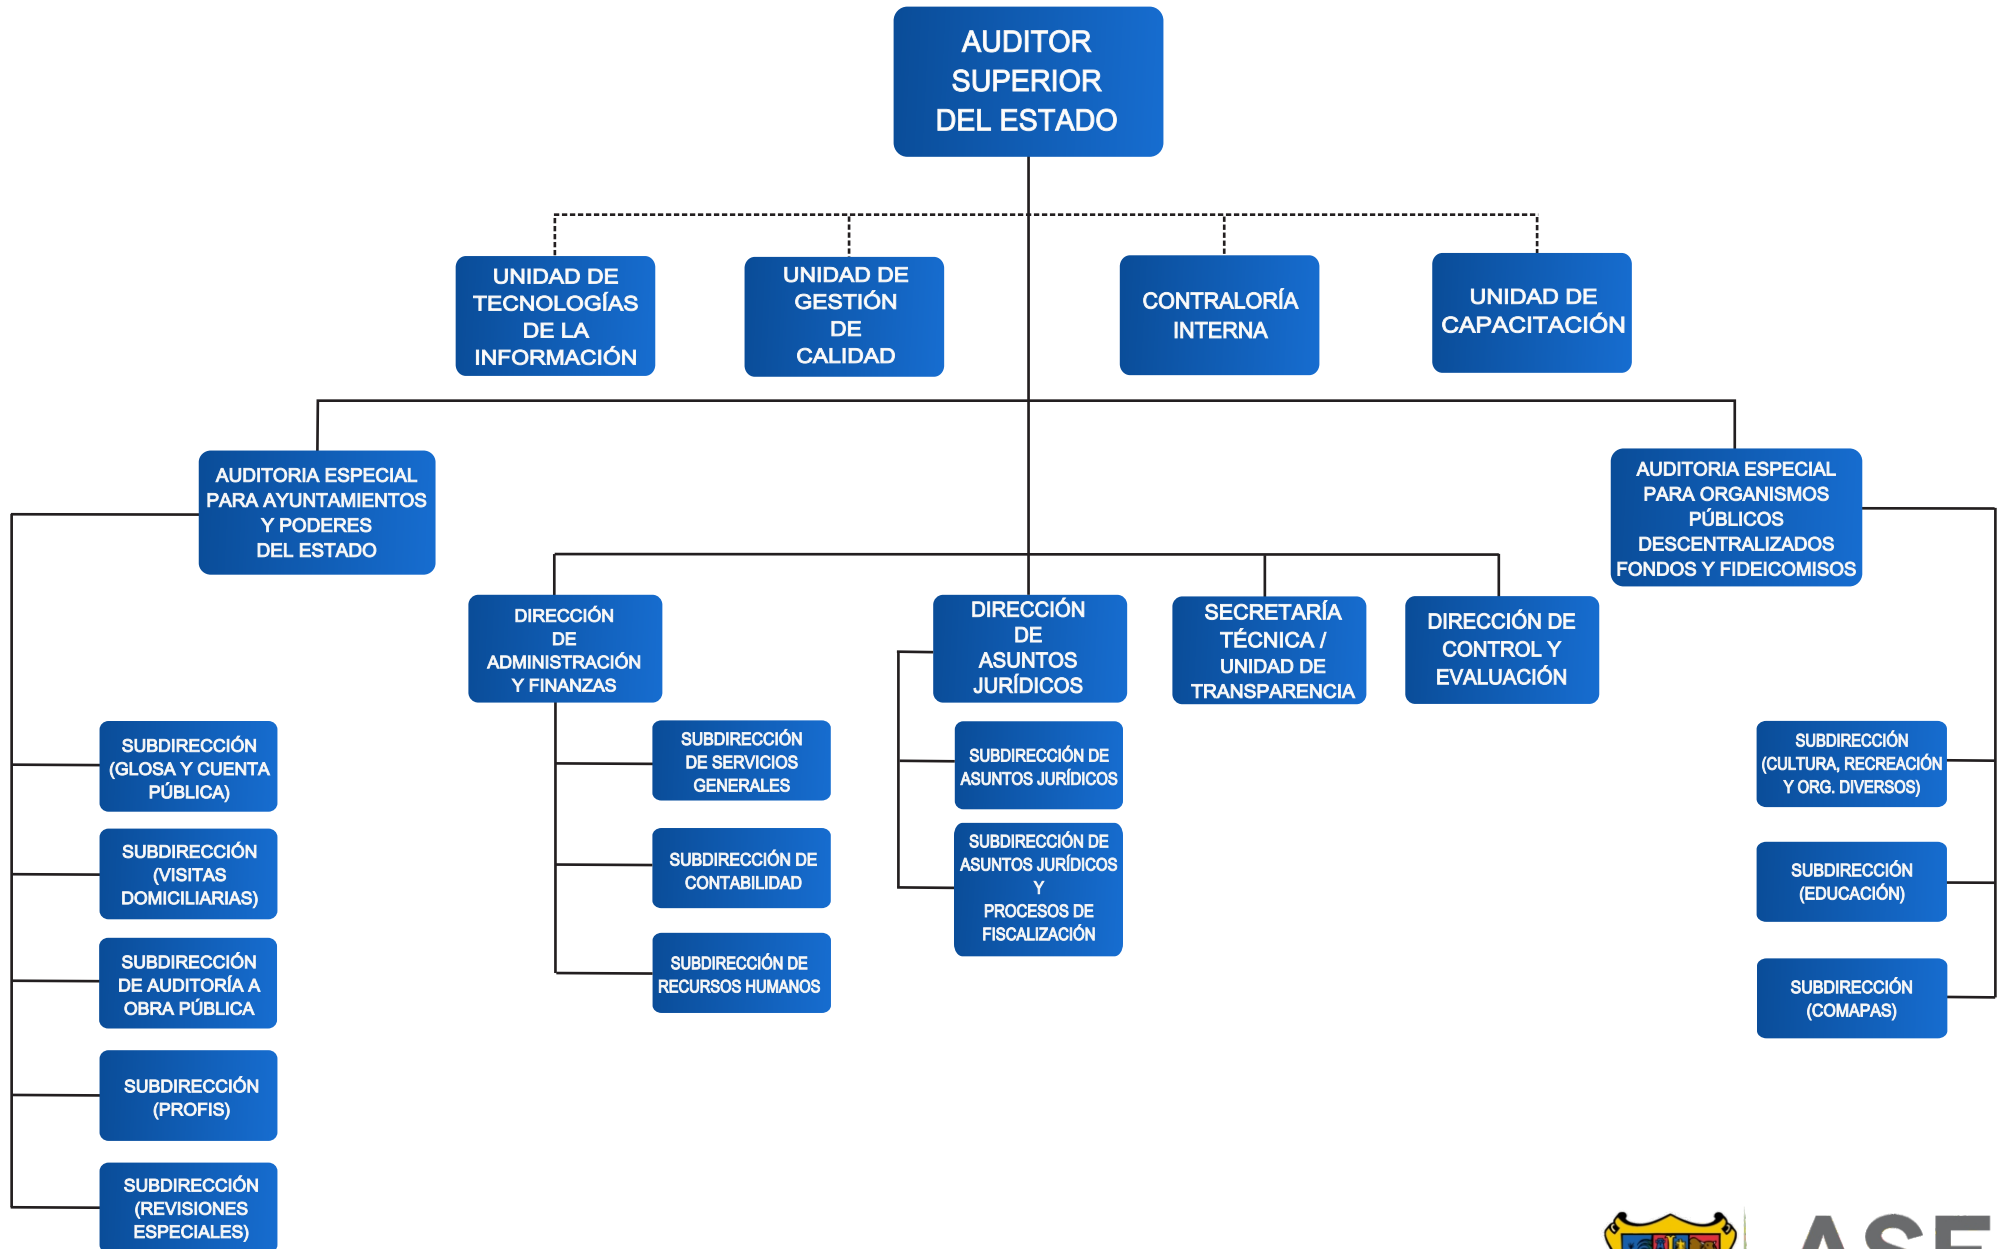 AUDITOR
SUPERIOR
DEL ESTADO
UNIDAD DE
TECNOLOGÍAS
DE LA
INFORMACIÓN
UNIDAD DE
GESTIÓN
DE
CALIDAD
CONTRALORÍA
INTERNA
UNIDAD DE
CAPACITACIÓN
AUDITORIA ESPECIAL
PARA AYUNTAMIENTOS
Y PODERES
DEL ESTADO
AUDITORIA ESPECIAL
PARA ORGANISMOS
PÚBLICOS
DESCENTRALIZADOS
FONDOS Y FIDEICOMISOS
DIRECCIÓN
DE
ADMINISTRACIÓN
Y FINANZAS
DIRECCIÓN
DE
ASUNTOS
JURÍDICOS
SECRETARÍA
TÉCNICA /
UNIDAD DE
TRANSPARENCIA
DIRECCIÓN DE
CONTROL Y
EVALUACIÓN
SUBDIRECCIÓN
(GLOSA Y CUENTA
PÚBLICA)
SUBDIRECCIÓN
(VISITAS
DOMICILIARIAS)
SUBDIRECCIÓN
DE AUDITORÍA A
OBRA PÚBLICA
SUBDIRECCIÓN
(PROFIS)
SUBDIRECCIÓN
(REVISIONES
ESPECIALES)
SUBDIRECCIÓN
DE SERVICIOS
GENERALES
SUBDIRECCIÓN DE
CONTABILIDAD
SUBDIRECCIÓN DE
RECURSOS HUMANOS
SUBDIRECCIÓN DE
ASUNTOS JURÍDICOS
SUBDIRECCIÓN DE
ASUNTOS JURÍDICOS
Y
PROCESOS DE
FISCALIZACIÓN
SUBDIRECCIÓN
(CULTURA, RECREACIÓN
Y ORG. DIVERSOS)
SUBDIRECCIÓN
(EDUCACIÓN)
SUBDIRECCIÓN
(COMAPAS)
ASE